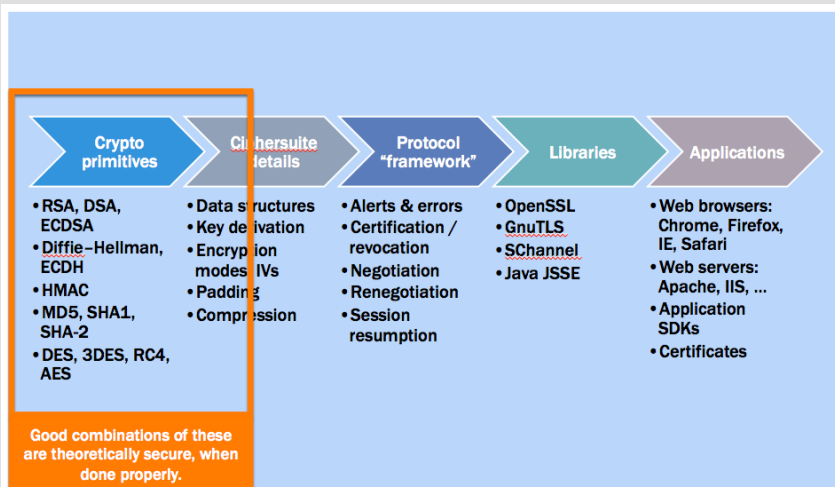 Crypto
primitives
• RSA, DSA,
ECDSA
• Diffie–Hellman,
ECDH
• HMAC
• MD5, SHA1,
SHA-2
• DES, 3DES, RC4,
AES
Ciphersuite
details
• Data structures
• Key derivation
• Encryption
modes, IVs
• Padding
• Compression
Protocol
“framework”
• Alerts & errors
• Certification /
revocation
• Negotiation
• Renegotiation
• Session
resumption
Libraries
• OpenSSL
• GnuTLS
• SChannel
• Java JSSE
Applications
• Web browsers:
Chrome, Firefox,
IE, Safari
• Web servers:
Apache, IIS, ...
• Application
SDKs
• Certificates
Good combinations of these
are theoretically secure, when
done properly.